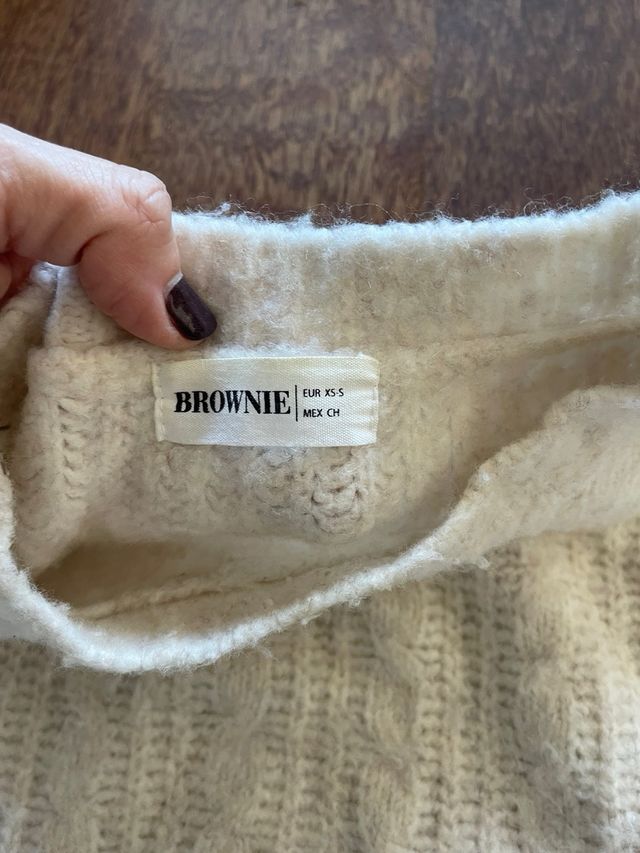 BROWNIE
EUR XS-S
MEX CH